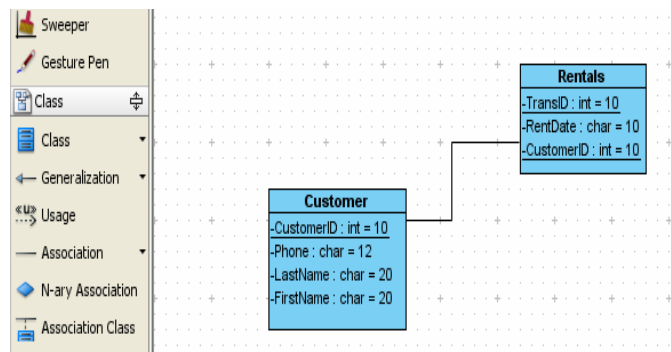 Sweeper
Gesture Pen
Class
Class
Generalization
«U»
Usage
Association
N-ary Association
Association Class
Rentals
-TransID : int = 10
-RentDate : char = 10
-CustomerID : int = 10
Customer
-CustomerID : int = 10
-Phone : char = 12
-LastName : char = 20
-FirstName : char = 20